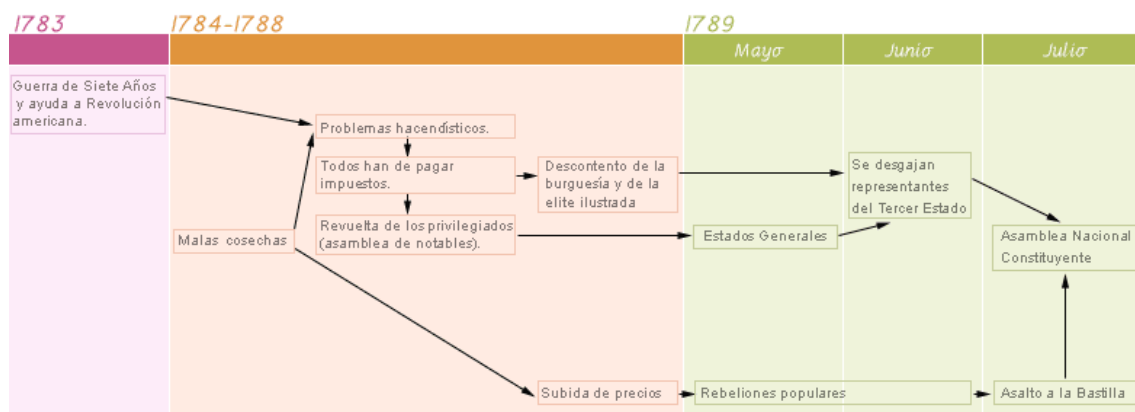 1783
1784-1788
1789
Mayo
Junio
Julio
Guerra de Siete Años
y ayuda a Revolución
americana.
Problemas hacendísticos.
Todos han de pagar
impuestos.
Descontento de la
burguesía y de la
elite ilustrada
Se desgajan
representantes
del Tercer Estado
Malas cosechas
Revuelta de los privilegiados
(asamblea de notables).
Estados Generales
Asamblea Nacional
Constituyente
Subida de precios
Rebeliones populares
Asalto a la Bastilla